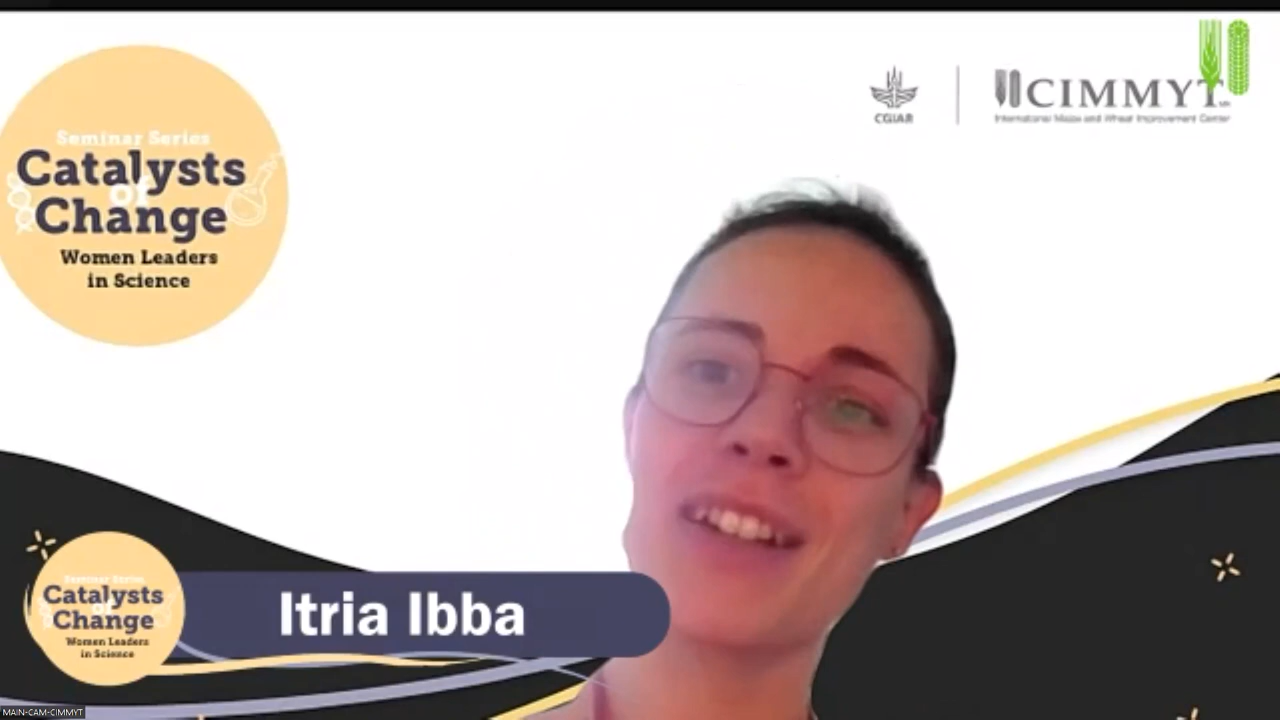 Seminar Series
Catalysts
of
Change
Women Leaders
in Science
CGIAR
CIMMYT
International Maize and Wheat Improvement Center
Seminar Series
Catalysts
of
Change
Women Leaders
in Science
Itria Ibba
MAIN-CAM-CIMMYT